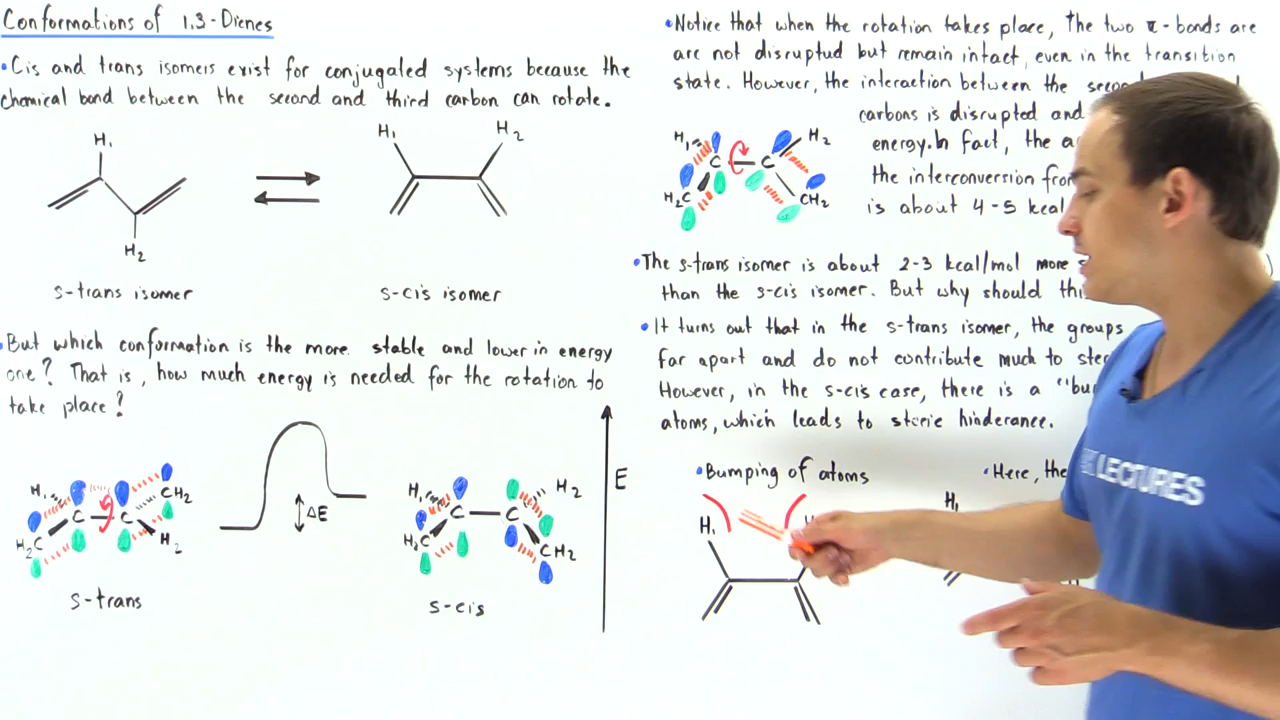 Conformations of 1,3-Dienes
•Cis and trans isomers exist for conjugated systems because the
chemical bond between the second and third carbon can rotate.
H₁
H₂
s-trans isomer
H₁ H₂
s-cis isomer
•But which conformation is the more stable and lower in energy
one? That is, how much energy is needed for the rotation to
take place?
H₁ C C CH₂
H₂C H₂
s-trans
ΔE
H₁ C C H₂
H₂C CH₂
s-cis
E
•Notice that when the rotation takes place, the two π-bonds are
are not disrupted but remain intact, even in the transition
state. However, the interaction between the
carbons is disrupted and
energy. In fact, the
the interconversion
is about 4-5 kcal
H₁ C C H₂
H₂C CH₂
•The s-trans isomer is about 2-3 kcal/mol more
than the s-cis isomer. But why should
•It turns out that in the s-trans isomer, the groups
far apart and do not contribute much to
However, in the s-cis case, there is a "
atoms, which leads to steric hinderance.
•Bumping of atoms
H₁
•Here, the
H₁
LECTURES